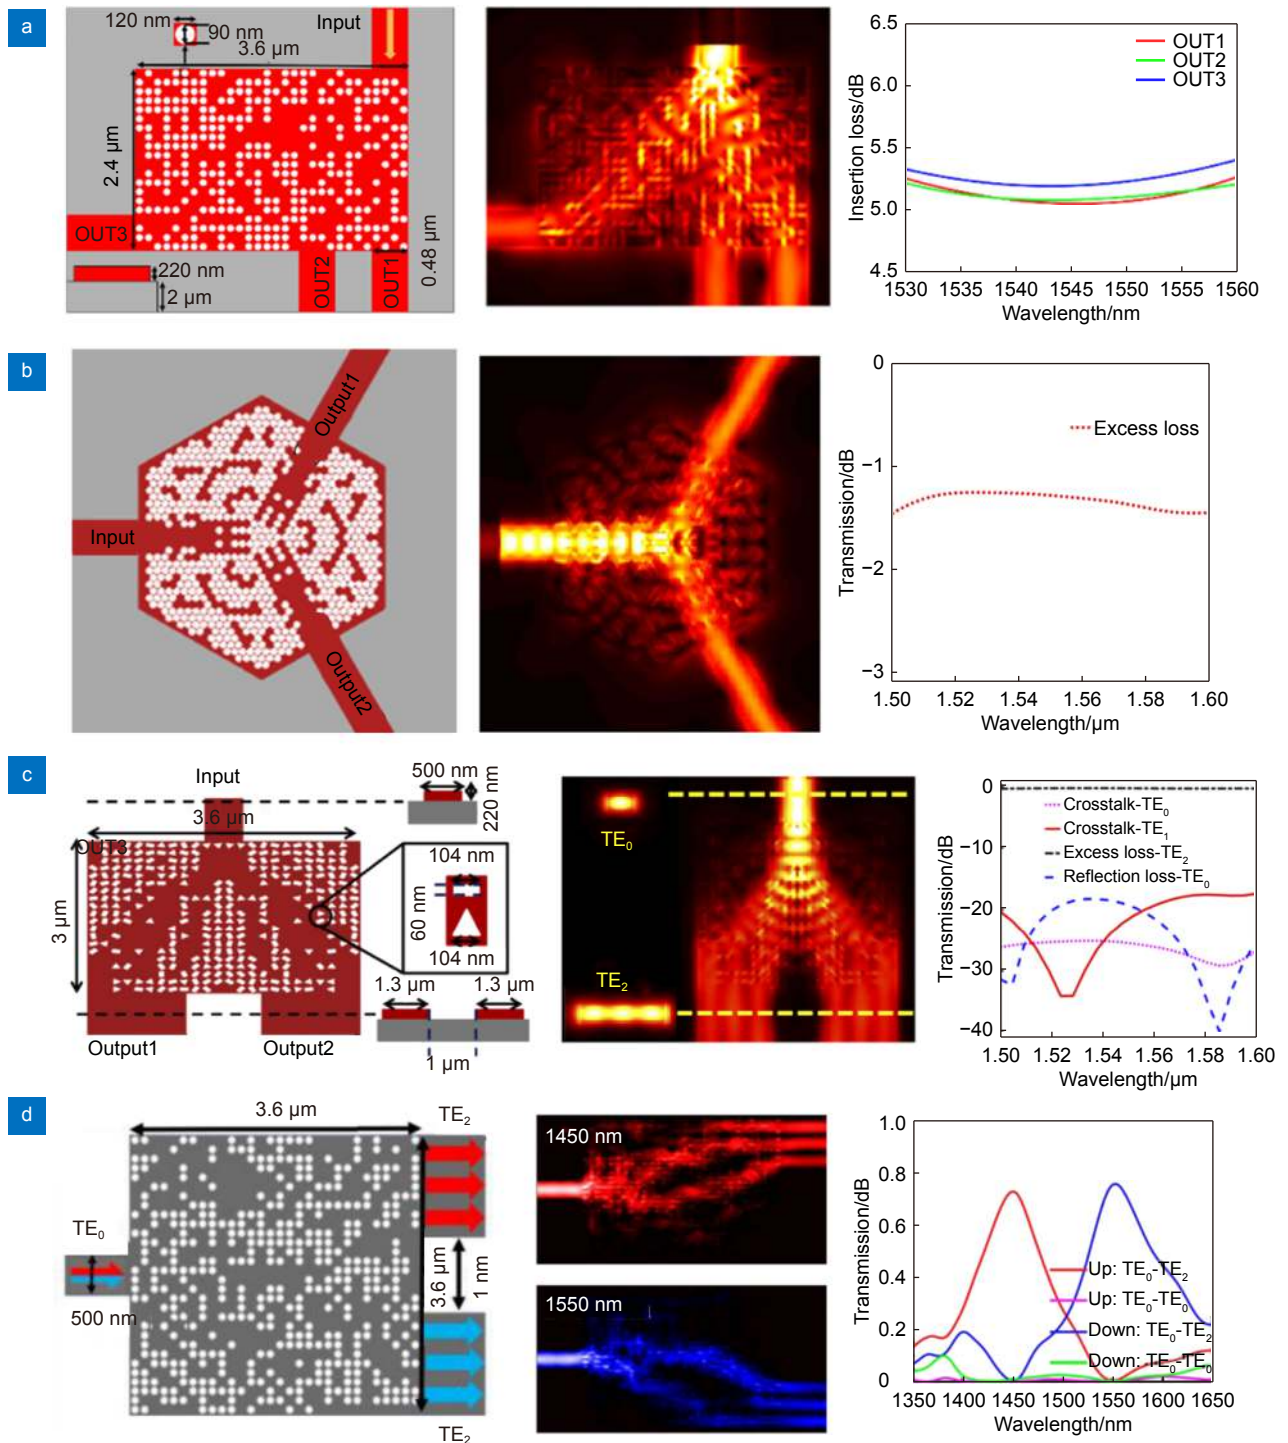 a
120 nm
90 nm
3.6 µm
Input
2.4 µm
OUT3
220 nm
2 µm
OUT2
OUT1
0.48 µm
6.5
6.0
5.5
5.0
4.5
Insertion loss/dB
OUT1
OUT2
OUT3
1530 1535 1540 1545 1550 1555 1560
Wavelength/nm
b
Input
Output1
Output2
0
−1
−2
−3
Transmission/dB
Excess loss
1.50 1.52 1.54 1.56 1.58 1.60
Wavelength/µm
c
Input
3.6 µm
OUT3
3 µm
Output1
Output2
500 nm
220 nm
104 nm
60 nm
104 nm
1.3 µm
1.3 µm
1 µm
TE0
TE2
0
−10
−20
−30
−40
Transmission/dB
Crosstalk-TE0
Crosstalk-TE1
Excess loss-TE2
Reflection loss-TE0
1.50 1.52 1.54 1.56 1.58 1.60
Wavelength/µm
d
3.6 µm
TE2
TE0
500 nm
3.6 µm
1 nm
TE2
1450 nm
1550 nm
1.0
0.8
0.6
0.4
0.2
0
Transmission/dB
Up: TE0-TE2
Up: TE0-TE0
Down: TE0-TE2
Down: TE0-TE0
1350 1400 1450 1500 1550 1600 1650
Wavelength/nm